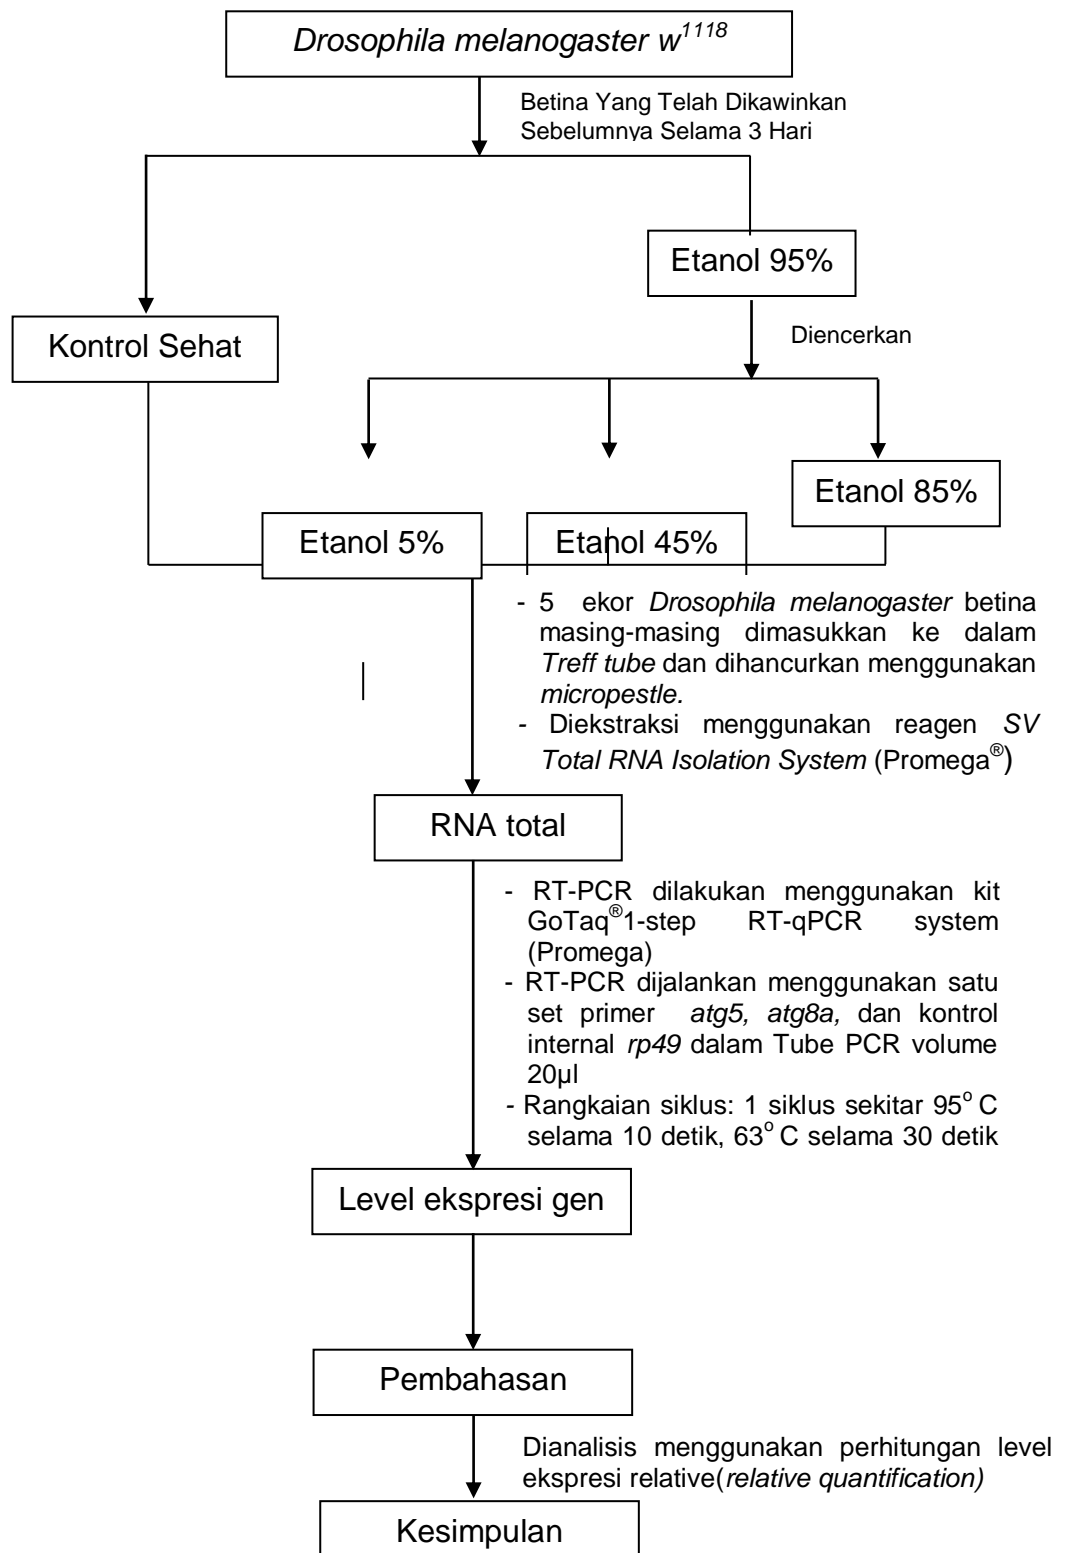 Drosophila melanogaster w1118
Betina Yang Telah Dikawinkan
Sebelumnya Selama 3 Hari
Etanol 95%
Kontrol Sehat
Diencerkan
Etanol 85%
Etanol 5%
Etanol 45%
- 5 ekor Drosophila melanogaster betina
masing-masing dimasukkan ke dalam
Treff tube dan dihancurkan menggunakan
micropestle.
- Diekstraksi menggunakan reagen SV
Total RNA Isolation System (Promega®)
RNA total
- RT-PCR dilakukan menggunakan kit
GoTaq®1-step RT-qPCR system
(Promega)
- RT-PCR dijalankan menggunakan satu
set primer atg5, atg8a, dan kontrol
internal rp49 dalam Tube PCR volume
20µl
- Rangkaian siklus: 1 siklus sekitar 95o C
selama 10 detik, 63o C selama 30 detik
Level ekspresi gen
Pembahasan
Dianalisis menggunakan perhitungan level
ekspresi relative(relative quantification)
Kesimpulan